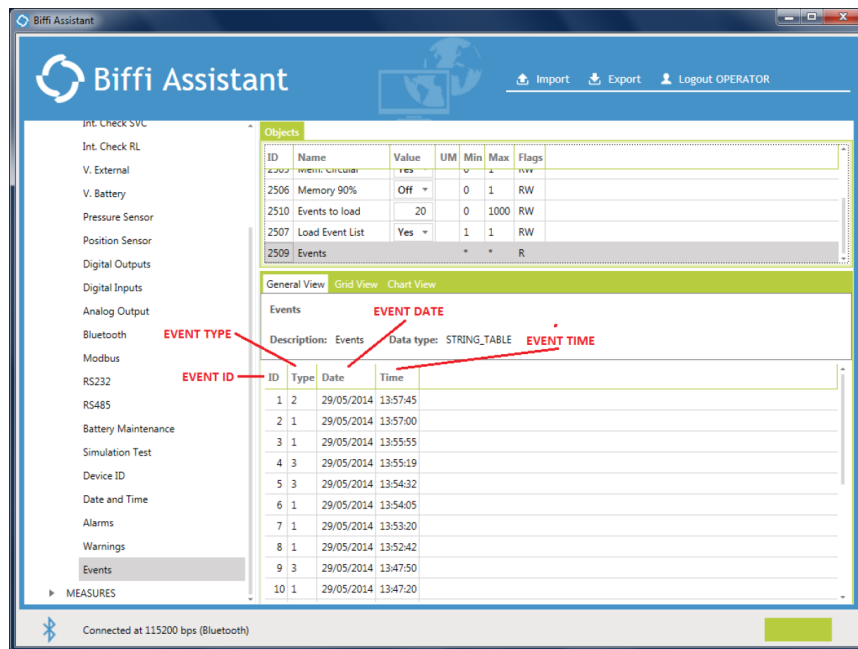 Biffi Assistant
Biffi Assistant
Import Export Logout OPERATOR
Int. Check SVC
Int. Check RL
V. External
V. Battery
Pressure Sensor
Position Sensor
Digital Outputs
Digital Inputs
Analog Output
Bluetooth
Modbus
RS232
RS485
Battery Maintenance
Simulation Test
Device ID
Date and Time
Alarms
Warnings
Events
MEASURES
Objects
ID Name Value UM Min Max Flags
2505 Mem. Circular Yes 0 1 RW
2506 Memory 90% Off 0 1 RW
2510 Events to load 20 0 1000 RW
2507 Load Event List Yes 1 1 RW
2509 Events * * R
General View Grid View Chart View
Events
EVENT DATE
Description: Events Data type: STRING_TABLE
EVENT TYPE
EVENT TIME
EVENT ID
ID Type Date Time
1 2 29/05/2014 13:57:45
2 1 29/05/2014 13:57:00
3 1 29/05/2014 13:55:55
4 3 29/05/2014 13:55:19
5 3 29/05/2014 13:54:32
6 1 29/05/2014 13:54:05
7 1 29/05/2014 13:53:20
8 1 29/05/2014 13:52:42
9 3 29/05/2014 13:47:50
10 1 29/05/2014 13:47:20
Connected at 115200 bps (Bluetooth)